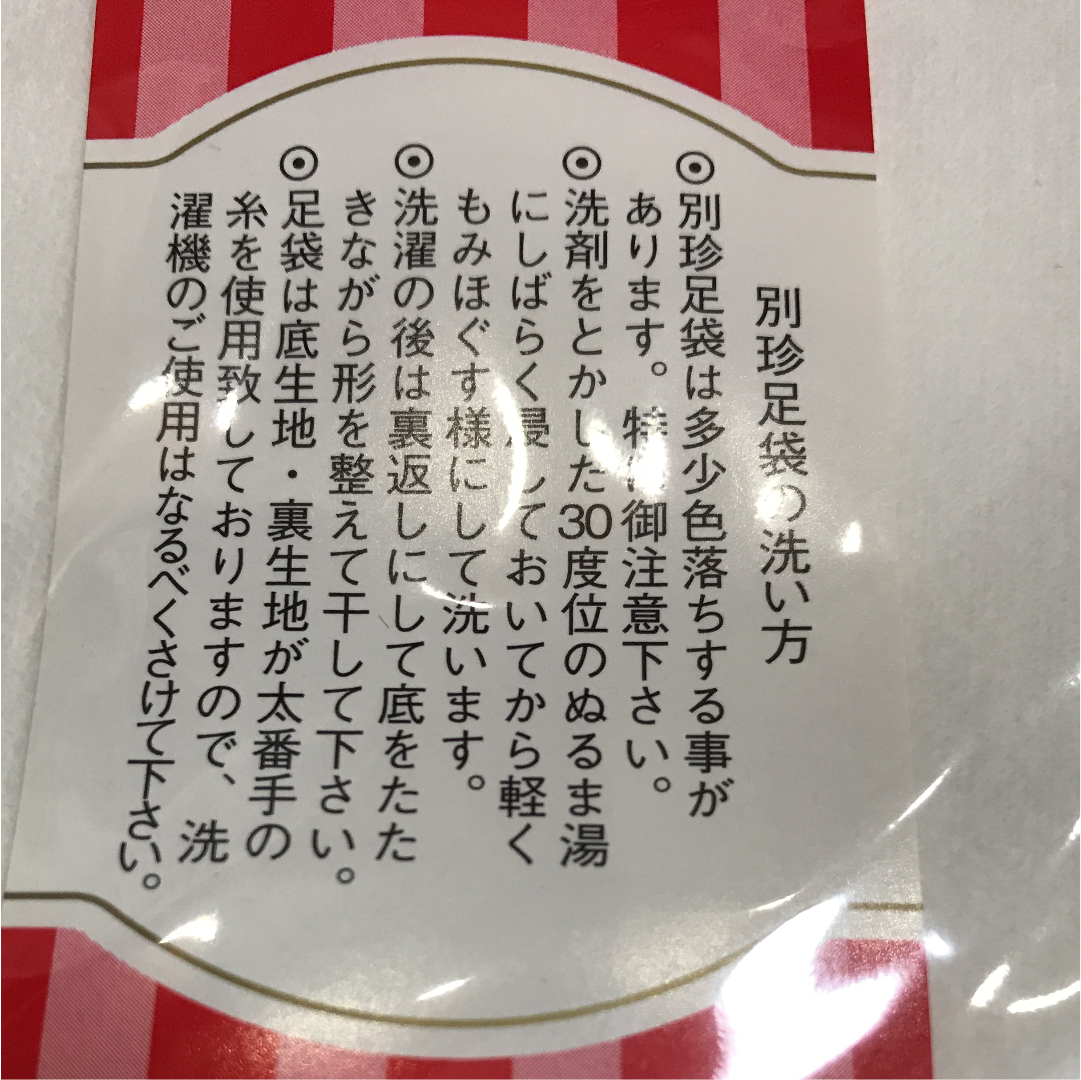 別珍足袋の洗い方
⊙別珍足袋は多少色落ちする事が
あります。特に御注意下さい。
⊙洗剤をとかした30度位のぬるま湯
にしばらく浸しておいてから軽く
もみほぐす様にして洗います。
⊙洗濯の後は裏返しにして底をたた
きながら形を整えて干して下さい。
⊙足袋は底生地・裏生地が太番手の
糸を使用致しておりますので、洗
濯機のご使用はなるべくさけて下さい。